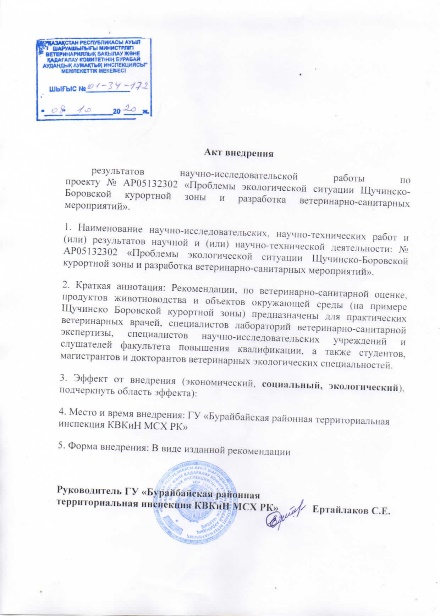 ҚАЗАҚСТАН РЕСПУБЛИКАСЫ АУЫЛ
ШАРУАШЫЛЫҒЫ МИНИСТРЛІГІ
ВЕТЕРИНАРИЯЛЫҚ БАҚЫЛАУ ЖӘНЕ
ҚАДАҒАЛАУ КОМИТЕТІНІҢ БУРАБАЙ
АУДАНДЫҚ АУМАҚТЫҚ ИНСПЕКЦИЯСЫ"
МЕМЛЕКЕТТІК МЕКЕМЕСІ
ШЫҒЫС № 01-34-172
"08" 10 2020 ж.
Акт внедрения
результатов научно-исследовательской работы по
проекту № АР05132302 «Проблемы экологической ситуации Щучинско-
Боровской курортной зоны и разработка ветеринарно-санитарных
мероприятий».
1. Наименование научно-исследовательских, научно-технических работ и
(или) результатов научной и (или) научно-технической деятельности: №
АР05132302 «Проблемы экологической ситуации Щучинско-Боровской
курортной зоны и разработка ветеринарно-санитарных мероприятий».
2. Краткая аннотация: Рекомендации, по ветеринарно-санитарной оценке,
продуктов животноводства и объектов окружающей среды (на примере
Щучинско Боровской курортной зоны) предназначены для практических
ветеринарных врачей, специалистов лабораторий ветеринарно-санитарной
экспертизы, специалистов научно-исследовательских учреждений и
слушателей факультета повышения квалификации, а также студентов,
магистрантов и докторантов ветеринарных экологических специальностей.
3. Эффект от внедрения (экономический, социальный, экологический),
подчеркнуть область эффекта):
4. Место и время внедрения: ГУ «Бурайбайская районная территориальная
инспекция КВКиН МСХ РК»
5. Форма внедрения: В виде изданной рекомендации
Руководитель ГУ «Бурайбайская районная
территориальная инспекция КВКиН МСХ РК» Ертайлаков С.Е.